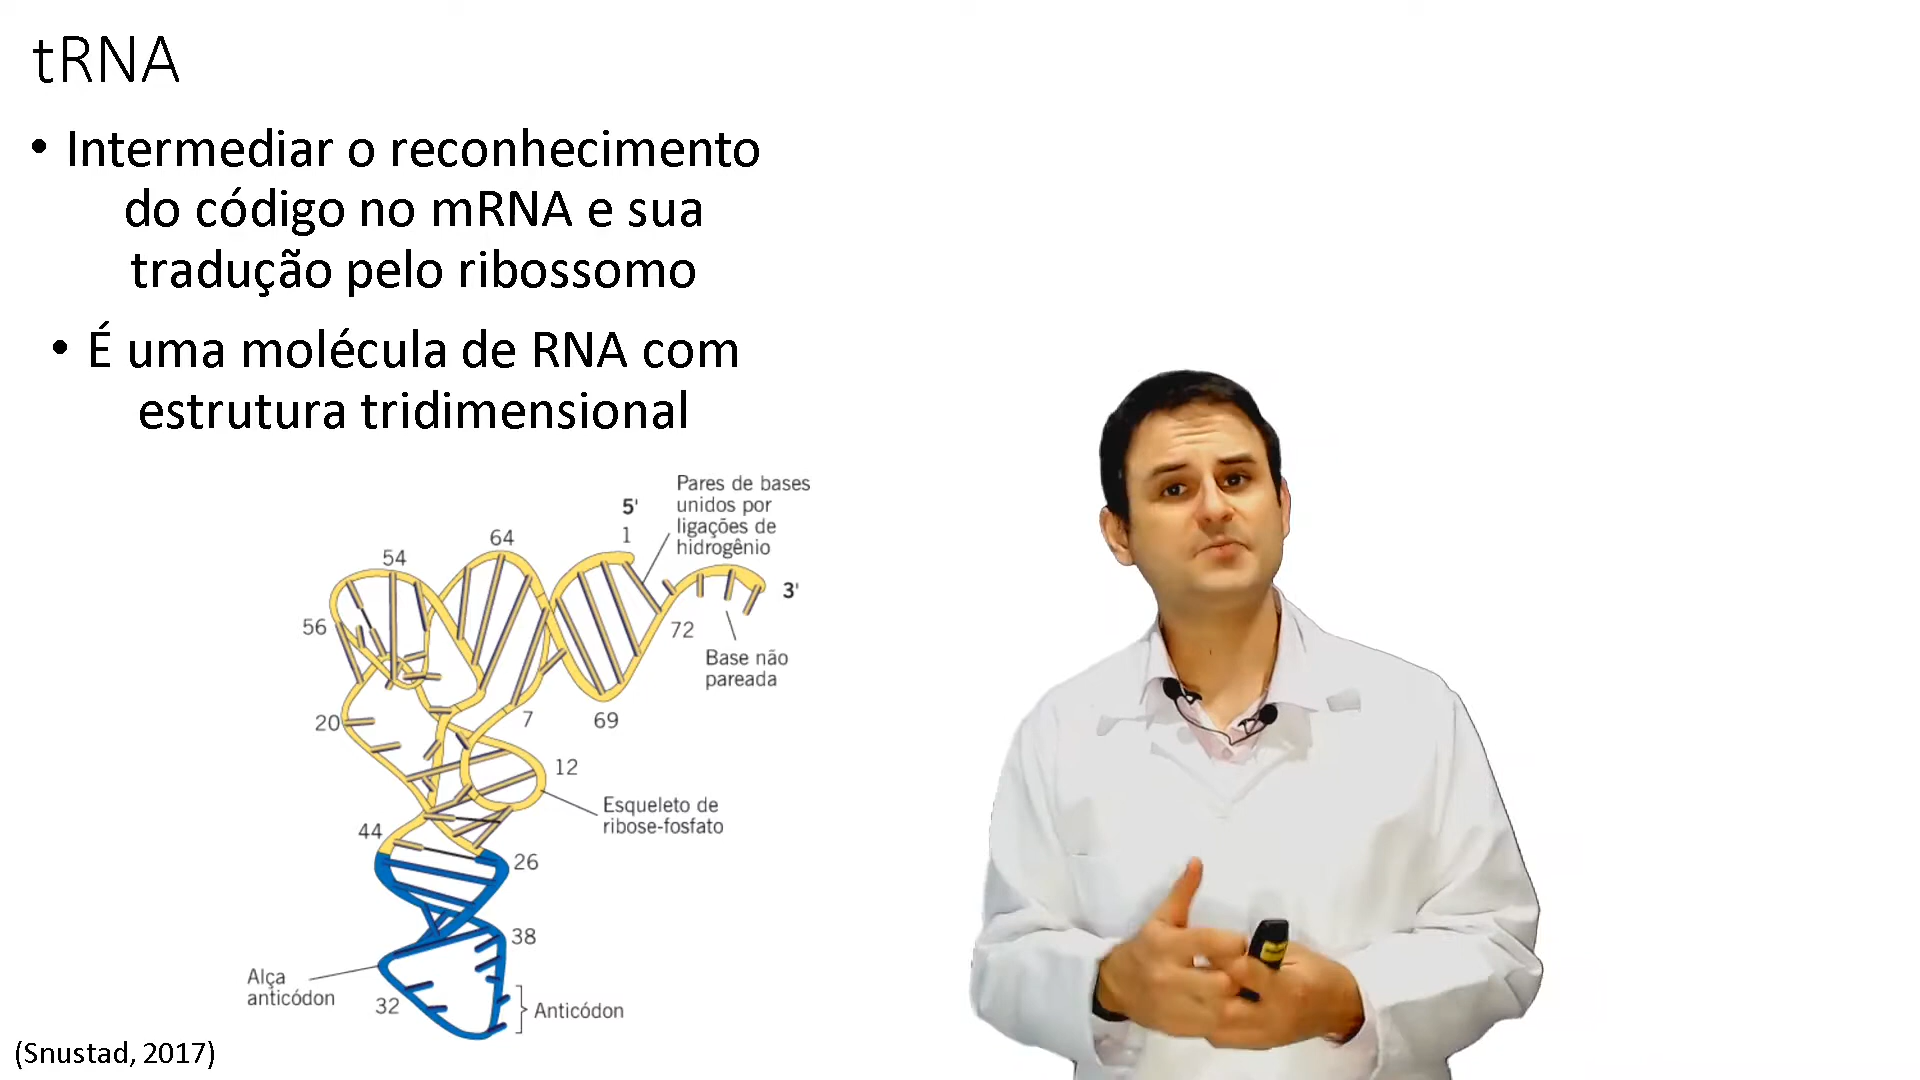 tRNA
• Intermediar o reconhecimento
do código no mRNA e sua
tradução pelo ribossomo
• É uma molécula de RNA com
estrutura tridimensional
Pares de bases
unidos por
ligações de
hidrogênio
5'
1
64
54
3'
56
72
Base não
pareada
20
7
69
12
Esqueleto de
ribose-fosfato
44
26
38
Alça
anticódon
32
Anticódon
(Snustad, 2017)